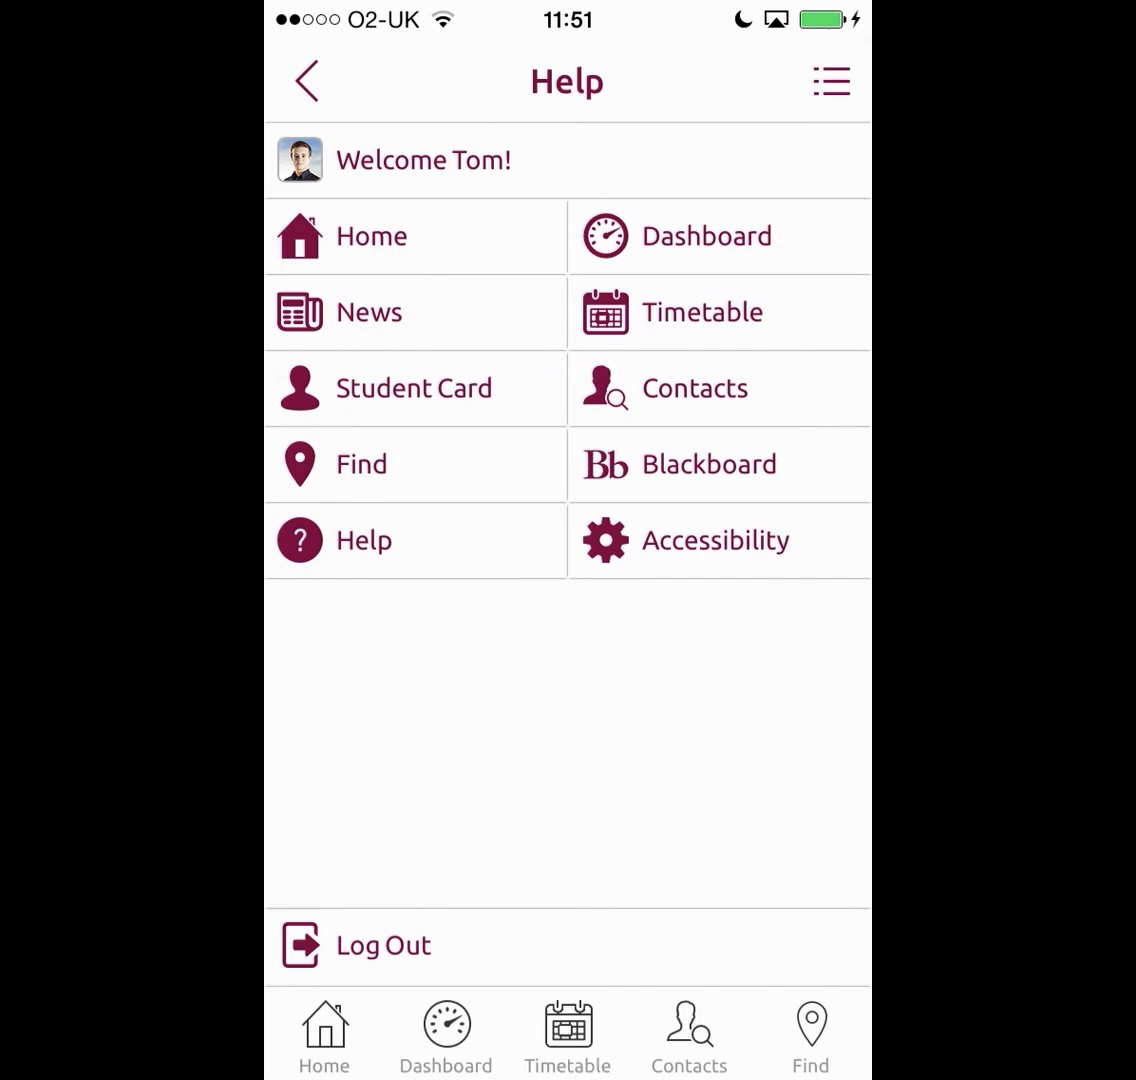 O2-UK 11:51
Help
Welcome Tom!
Home Dashboard
News Timetable
Student Card Contacts
Find Bb Blackboard
? Help Accessibility
Log Out
Home Dashboard Timetable Contacts Find